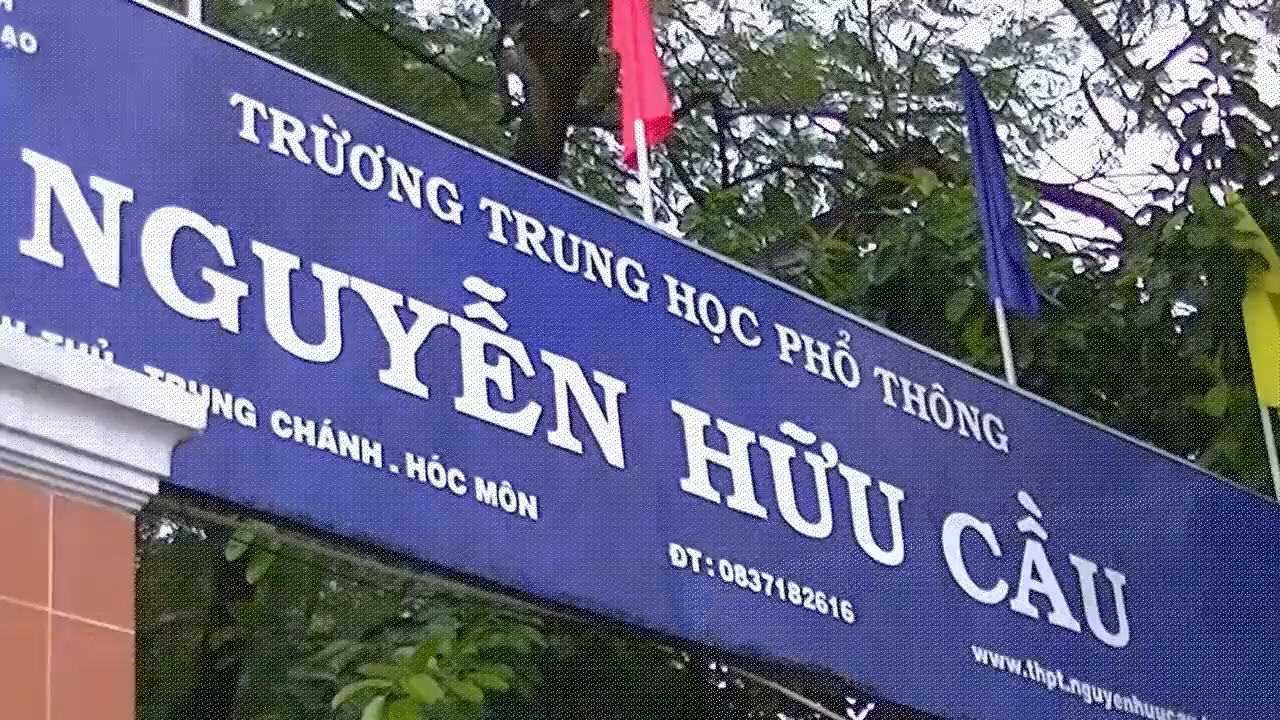 TRƯỜNG TRUNG HỌC PHỔ THÔNG
NGUYỄN HỮU CẦU
TRUNG CHÁNH . HÓC MÔN
ĐT : 0837182616